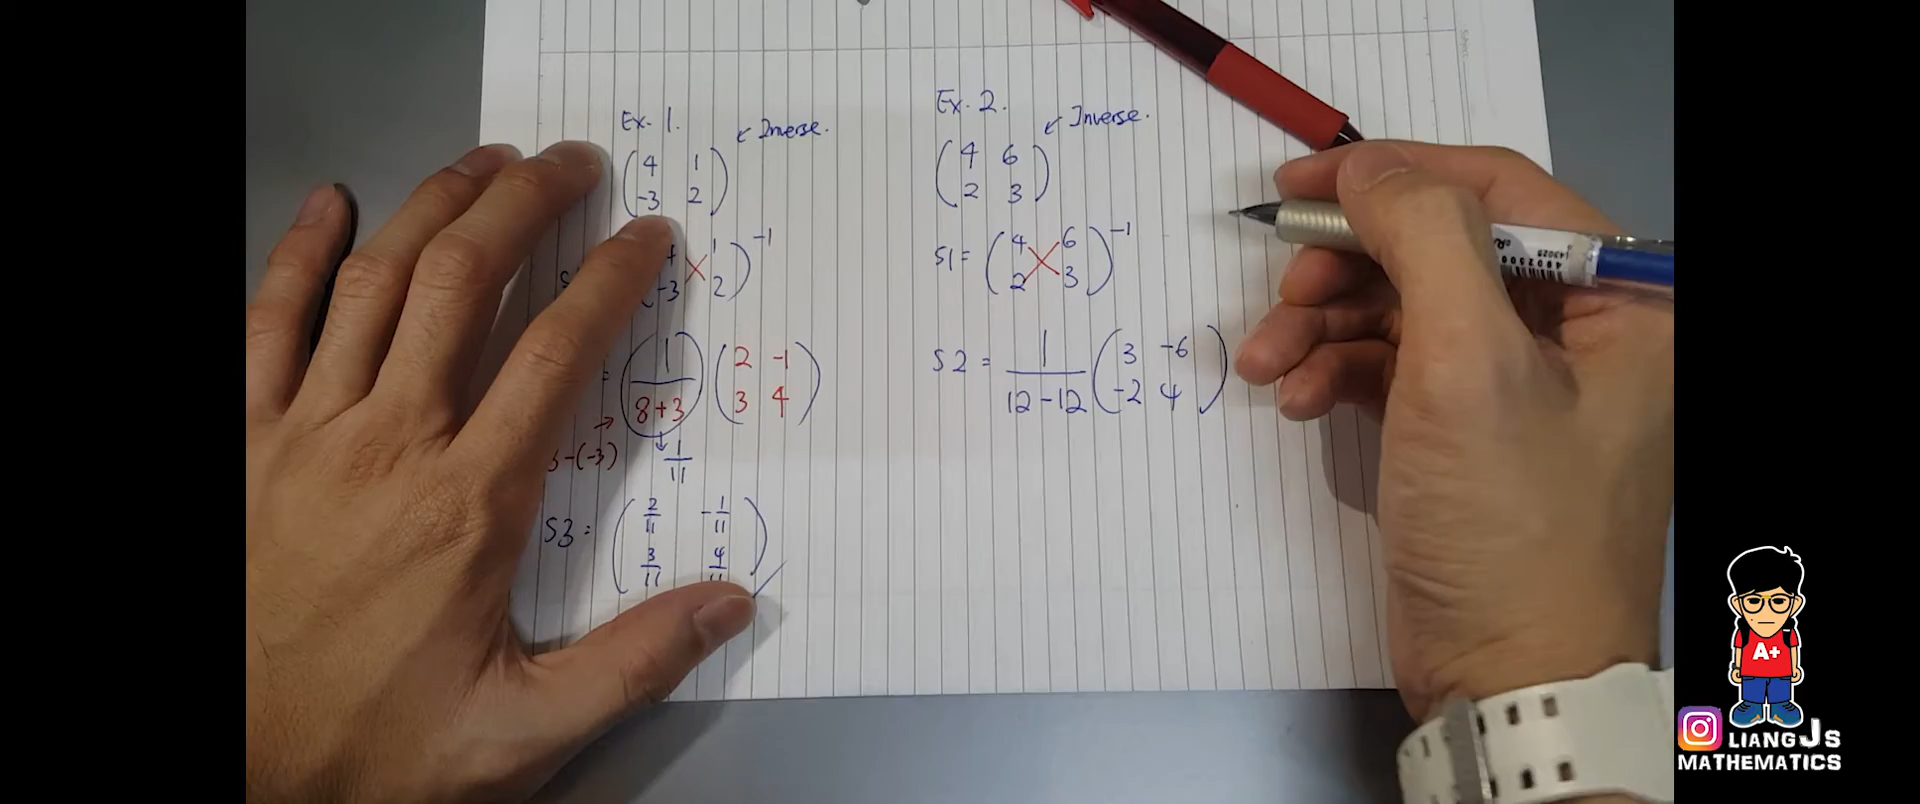 Ex. 1.
↙ Inverse.
( 4 1
-3 2 )
1 ) -1
-3 2
= 1 / 8+3 ( 2 -1
3 4 )
→
-(-3) ↓ 1/11
S3 = ( 2/11 -1/11
3/11 4/11 )
Ex. 2.
↙ Inverse.
( 4 6
2 3 )
S1 = ( 4 6
2 3 ) -1
S2 = 1 / 12-12 ( 3 -6
-2 4 )
A+
LIANGJS
MATHEMATICS